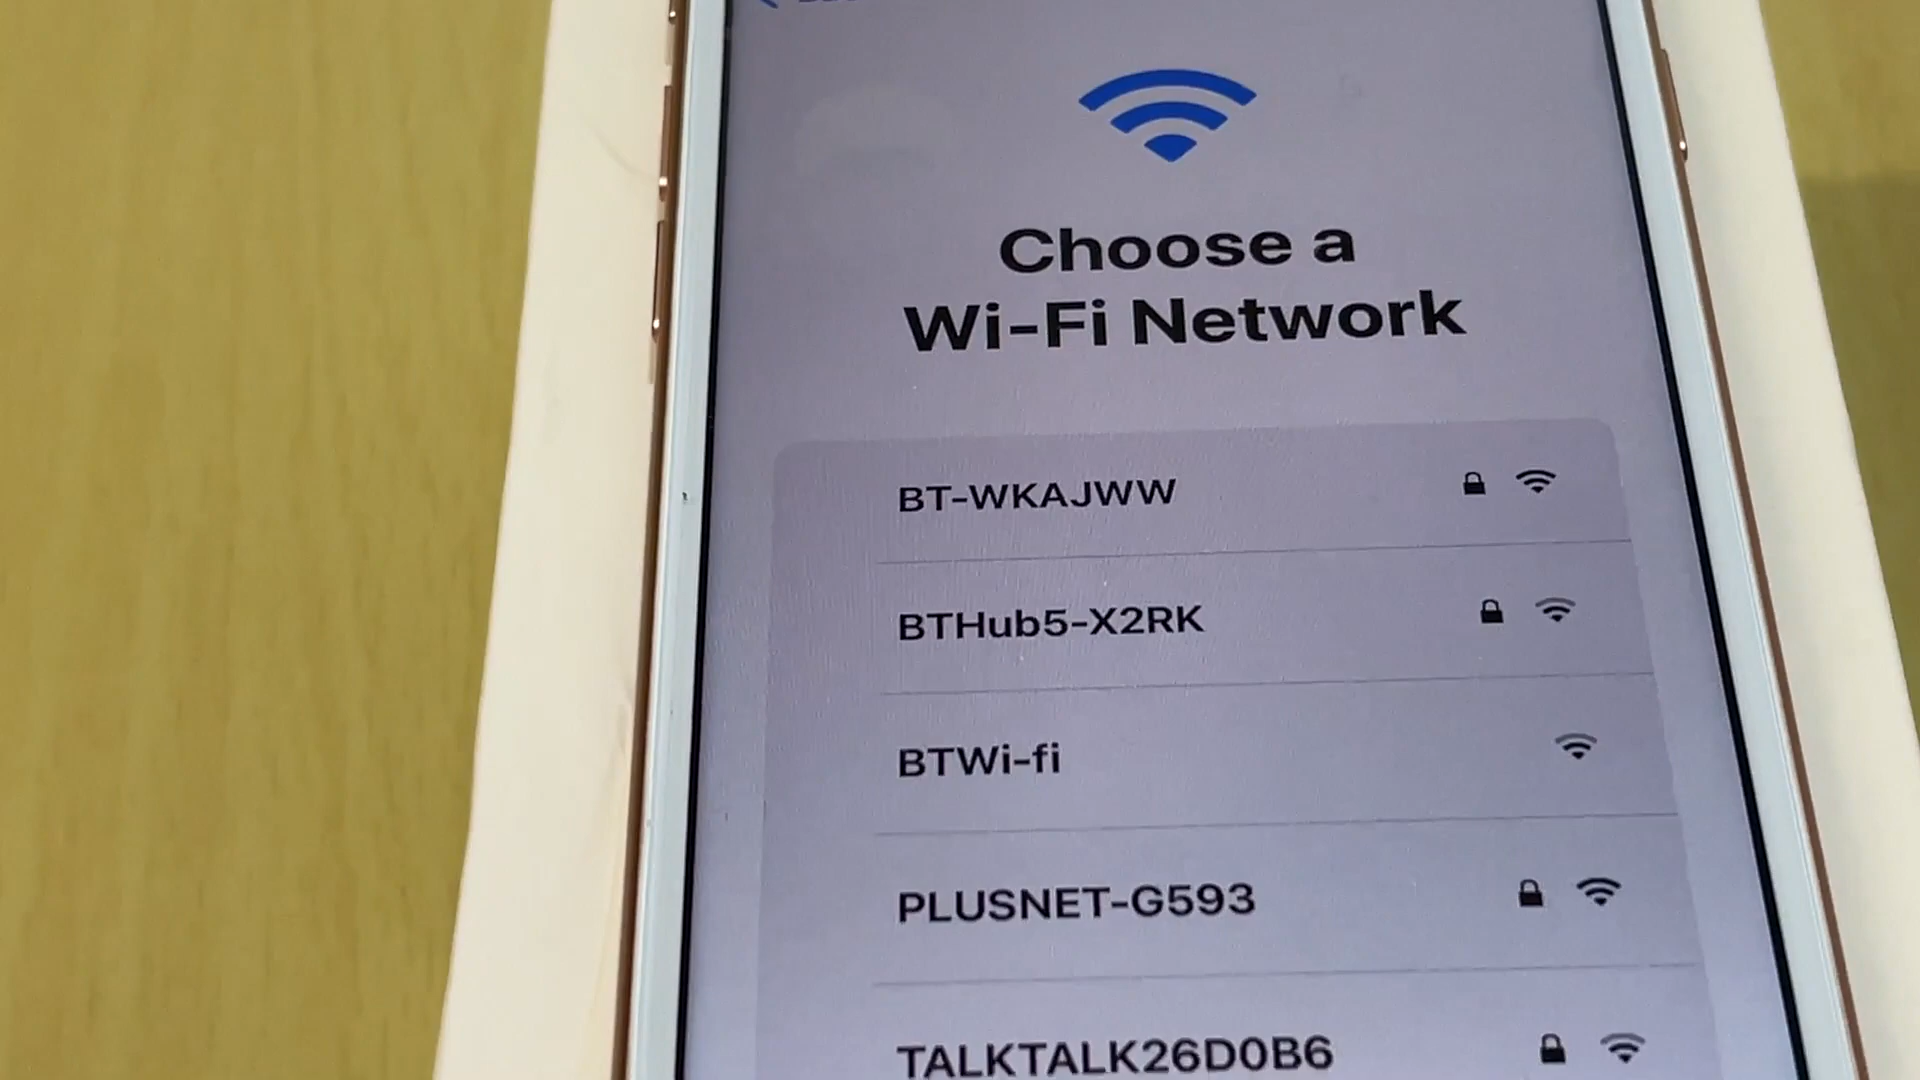 Choose a
Wi-Fi Network
BT-WKAJWW
BTHub5-X2RK
BTWi-fi
PLUSNET-G593
TALKTALK26D0B6